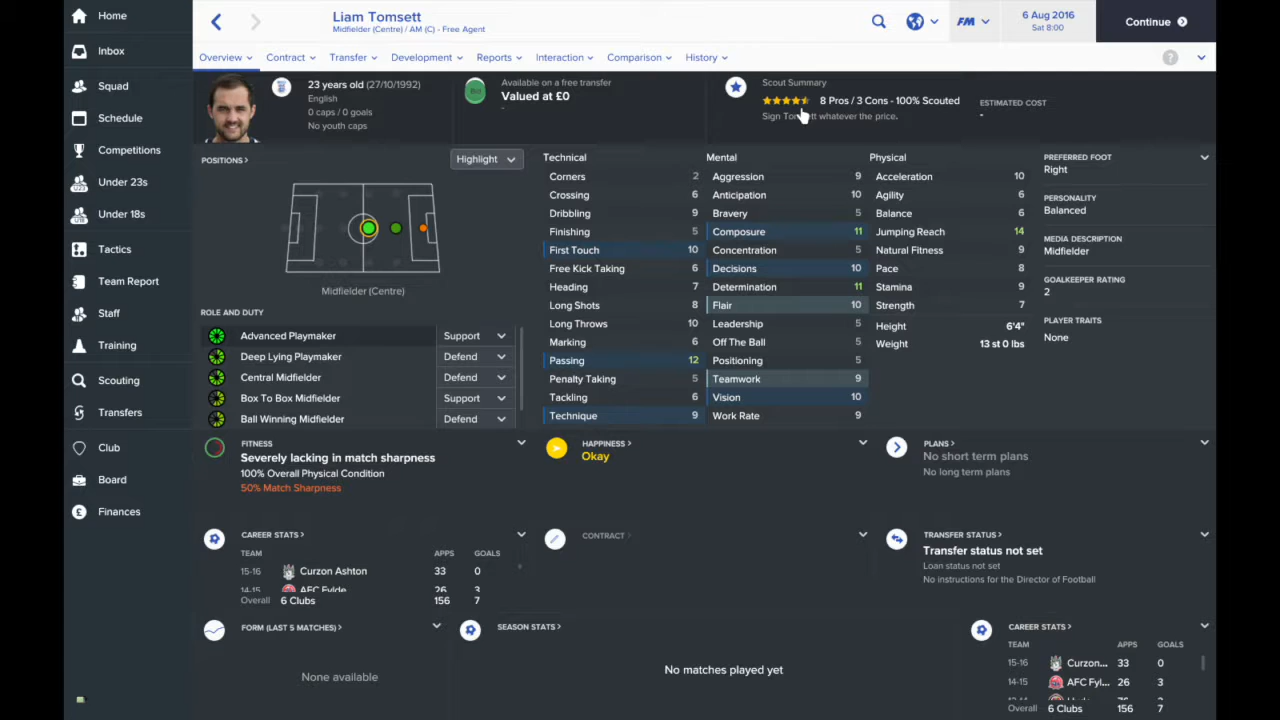 Home
Inbox
Squad
Schedule
Competitions
Under 23s
Under 18s
Tactics
Team Report
Staff
Training
Scouting
Transfers
Club
Board
Finances
Liam Tomsett
Midfielder (Centre) / AM (C) - Free Agent
FM
6 Aug 2016
Sat 8:00
Continue
Overview
Contract
Transfer
Development
Reports
Interaction
Comparison
History
23 years old (27/10/1992)
English
0 caps / 0 goals
No youth caps
Available on a free transfer
Valued at £0
-
Scout Summary
8 Pros / 3 Cons - 100% Scouted
Sign whatever the price.
ESTIMATED COST
-
POSITIONS
Highlight
Midfielder (Centre)
ROLE AND DUTY
Advanced Playmaker Support
Deep Lying Playmaker Defend
Central Midfielder Defend
Box To Box Midfielder Support
Ball Winning Midfielder Defend
Technical
Corners 2
Crossing 6
Dribbling 9
Finishing 5
First Touch 10
Free Kick Taking 6
Heading 7
Long Shots 8
Long Throws 10
Marking 6
Passing 12
Penalty Taking 5
Tackling 6
Technique 9
Mental
Aggression 9
Anticipation 10
Bravery 5
Composure 11
Concentration 5
Decisions 10
Determination 11
Flair 10
Leadership 5
Off The Ball 5
Positioning 5
Teamwork 9
Vision 10
Work Rate 9
Physical
Acceleration 10
Agility 6
Balance 6
Jumping Reach 14
Natural Fitness 9
Pace 8
Stamina 9
Strength 7
Height 6'4"
Weight 13 st 0 lbs
PREFERRED FOOT
Right
PERSONALITY
Balanced
MEDIA DESCRIPTION
Midfielder
GOALKEEPER RATING
2
PLAYER TRAITS
None
FITNESS
Severely lacking in match sharpness
100% Overall Physical Condition
50% Match Sharpness
HAPPINESS
Okay
PLANS
No short term plans
No long term plans
CAREER STATS
TEAM APPS GOALS
15-16 Curzon Ashton 33 0
14-15 AFC Fylde 26 3
Overall 6 Clubs 156 7
CONTRACT
TRANSFER STATUS
Transfer status not set
Loan status not set
No instructions for the Director of Football
FORM (LAST 5 MATCHES)
None available
SEASON STATS
No matches played yet
CAREER STATS
TEAM APPS GOALS
15-16 Curzon... 33 0
14-15 AFC Fyl... 26 3
Overall 6 Clubs 156 7